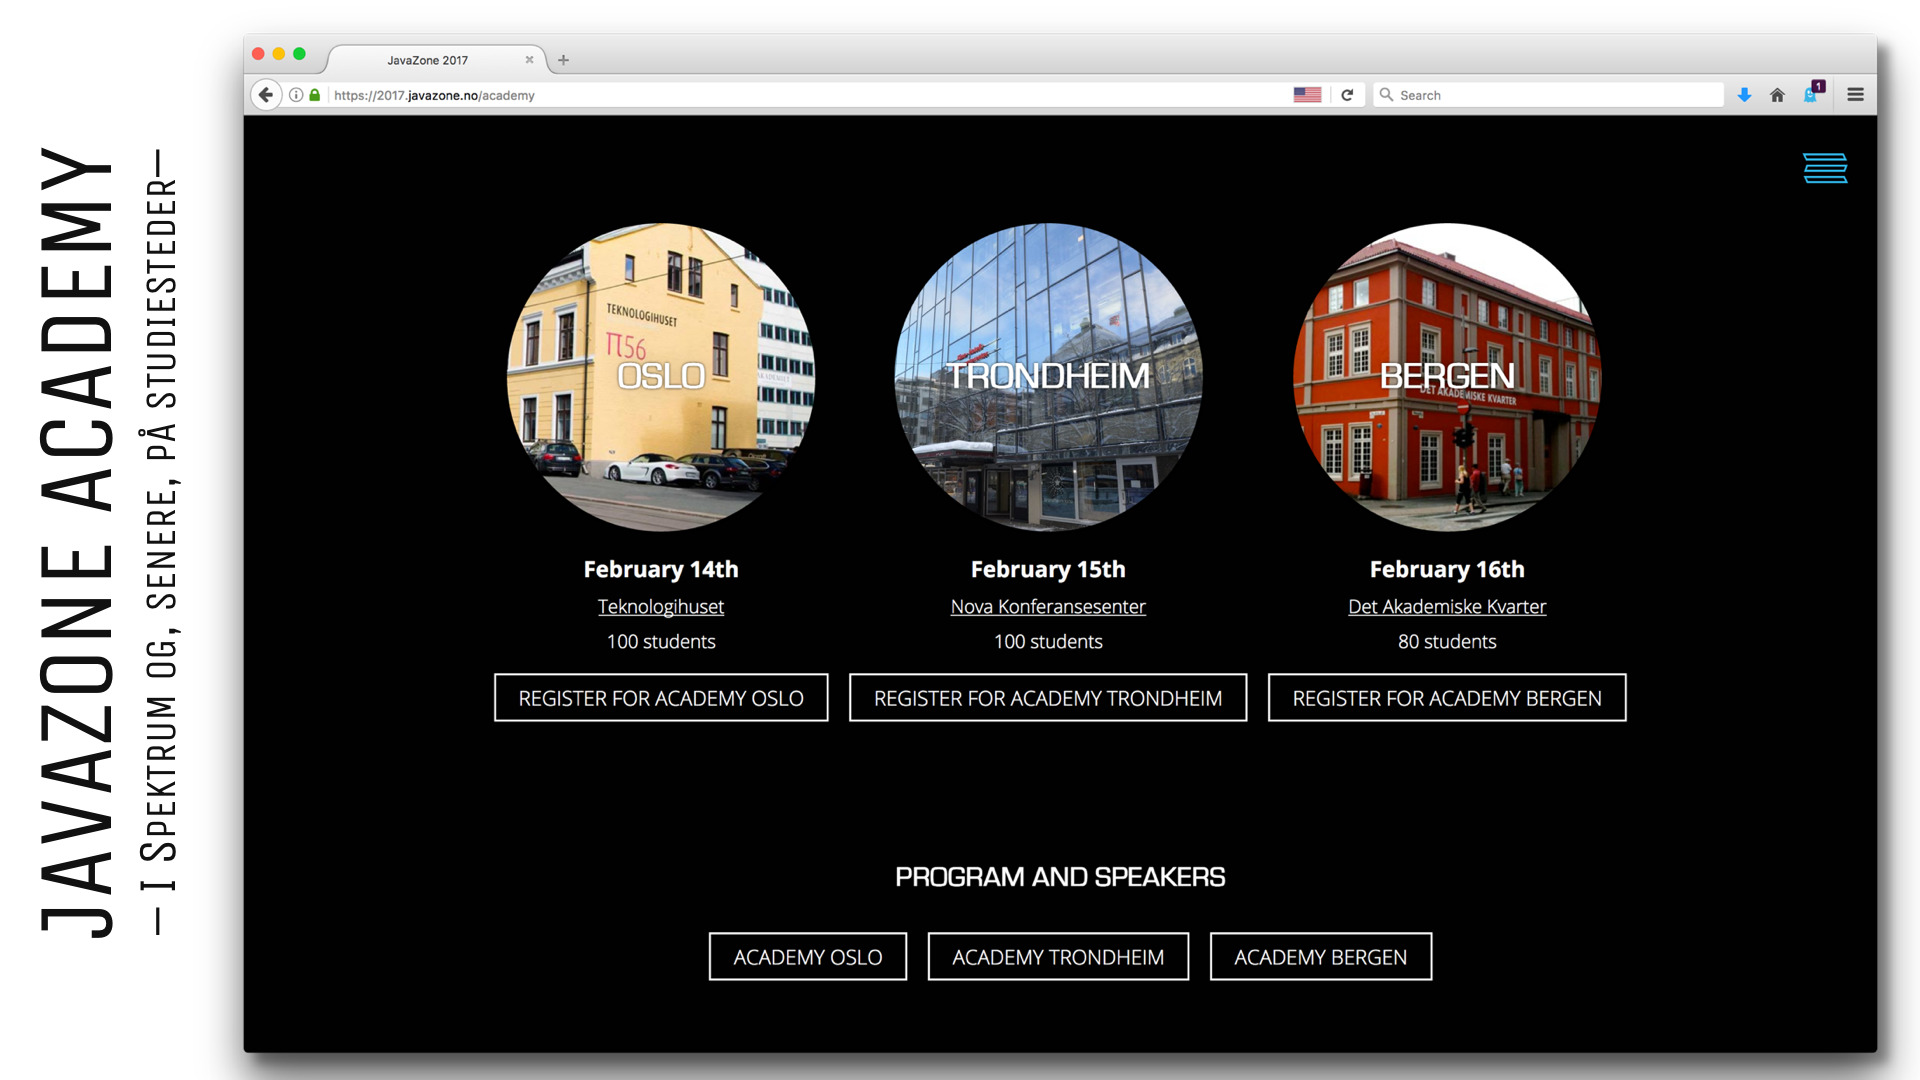 JAVAZONE ACADEMY
– I SPEKTRUM OG, SENERE, PÅ STUDIESTEDER–
JavaZone 2017
https://2017.javazone.no/academy
Search
1
TEKNOLOGIHUSET
π56
OSLO
TRONDHEIM
BERGEN
DET AKADEMISKE KVARTER
February 14th
Teknologihuset
100 students
REGISTER FOR ACADEMY OSLO
February 15th
Nova Konferansesenter
100 students
REGISTER FOR ACADEMY TRONDHEIM
February 16th
Det Akademiske Kvarter
80 students
REGISTER FOR ACADEMY BERGEN
PROGRAM AND SPEAKERS
ACADEMY OSLO
ACADEMY TRONDHEIM
ACADEMY BERGEN